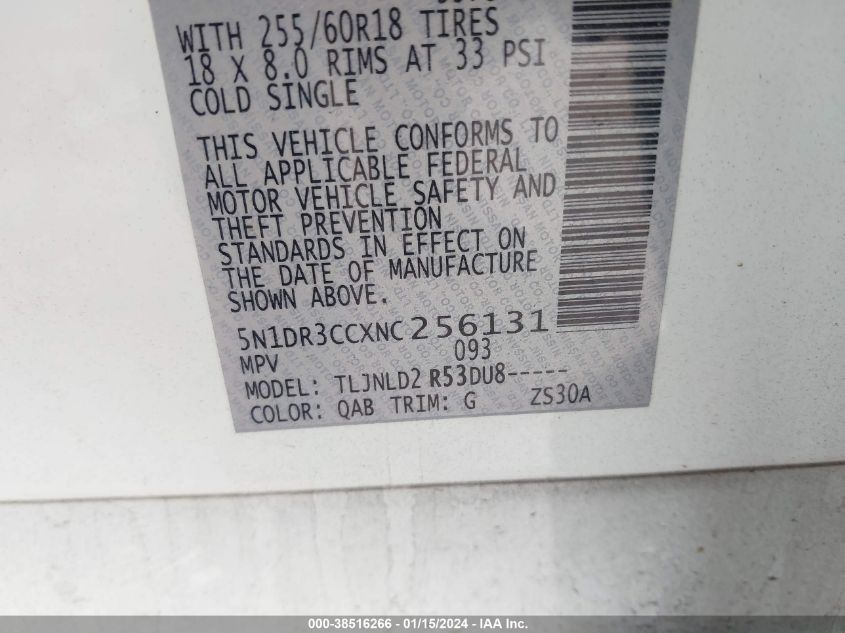 WITH 255/60R18 TIRES
18 X 8.0 RIMS AT 33 PSI
COLD SINGLE
THIS VEHICLE CONFORMS TO
ALL APPLICABLE FEDERAL
MOTOR VEHICLE SAFETY AND
THEFT PREVENTION
STANDARDS IN EFFECT ON
THE DATE OF MANUFACTURE
SHOWN ABOVE.
5N1DR3CCXNC256131
MPV 093
MODEL: TLJNLD2 R53DU8-----
COLOR: QAB TRIM: G ZS30A
000-38516266 - 01/15/2024 - IAA Inc.